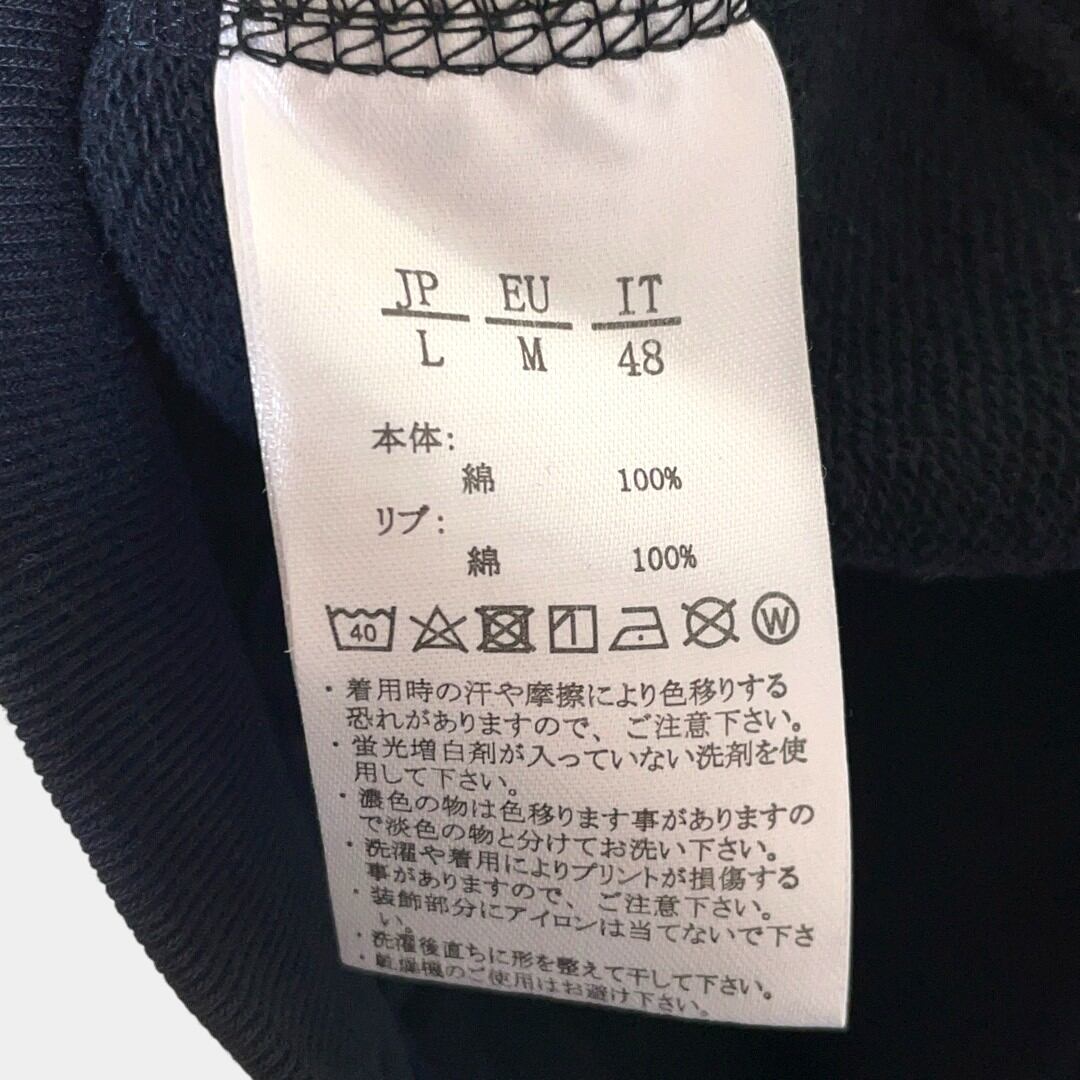 JP EU IT
L M 48
本体:
綿 100%
リブ:
綿 100%
40 W
・着用時の汗や摩擦により色移りする
恐れがありますので、ご注意下さい。
・蛍光増白剤が入っていない洗剤を使
用して下さい。
・濃色の物は色移ります事がありますの
で淡色の物と分けてお洗い下さい。
・洗濯や着用によりプリントが損傷する
事がありますので、ご注意下さい。
・装飾部分にアイロンは当てないで下さ
い。
・洗濯後直ちに形を整えて干して下さい。
・乾燥機のご使用はお避け下さい。